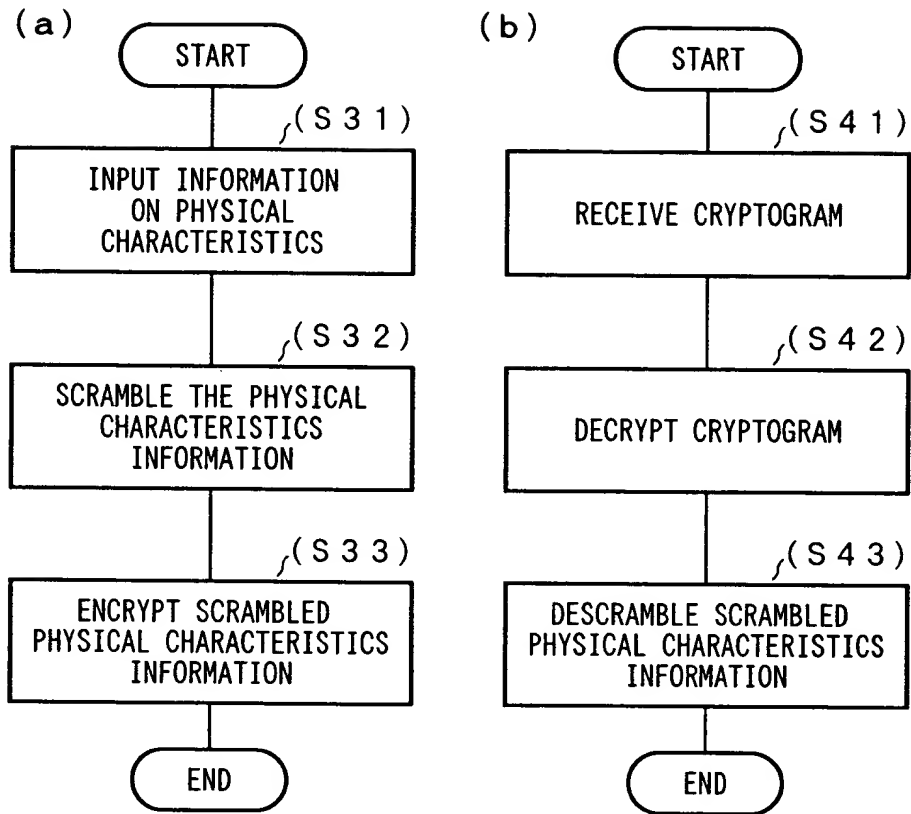 (a)
START
(S31)
INPUT INFORMATION
ON PHYSICAL
CHARACTERISTICS
(S32)
SCRAMBLE THE PHYSICAL
CHARACTERISTICS
INFORMATION
(S33)
ENCRYPT SCRAMBLED
PHYSICAL CHARACTERISTICS
INFORMATION
END
(b)
START
(S41)
RECEIVE CRYPTOGRAM
(S42)
DECRYPT CRYPTOGRAM
(S43)
DESCRAMBLE SCRAMBLED
PHYSICAL CHARACTERISTICS
INFORMATION
END